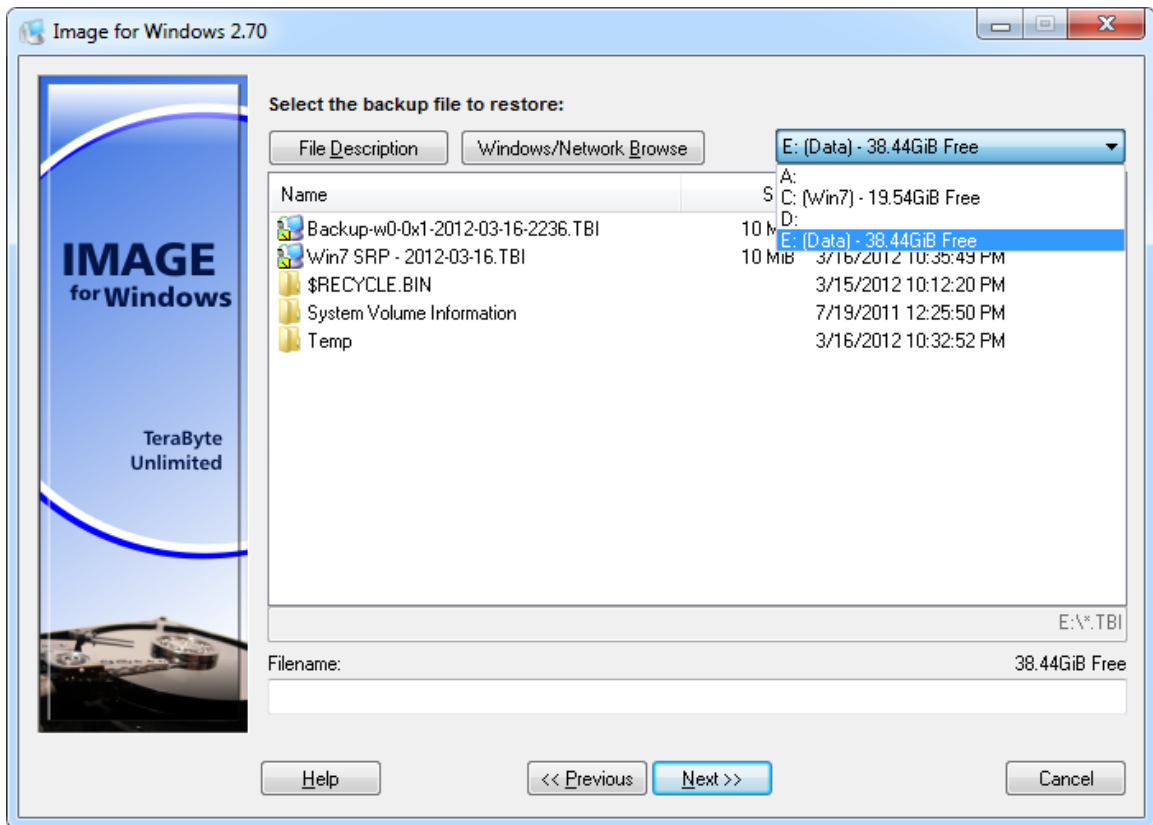 Image for Windows 2.70
IMAGE
for Windows
TeraByte
Unlimited
Select the backup file to restore:
File Description
Windows/Network Browse
E: (Data) - 38.44GiB Free
A:
C: (Win7) - 19.54GiB Free
D:
E: (Data) - 38.44GiB Free
Name
Backup-w0-0x1-2012-03-16-2236.TBI 10
Win7 SRP - 2012-03-16.TBI 10 MiB 3/16/2012 10:35:49 PM
$RECYCLE.BIN 3/15/2012 10:12:20 PM
System Volume Information 7/19/2011 12:25:50 PM
Temp 3/16/2012 10:32:52 PM
E:\*.TBI
Filename: 38.44GiB Free
Help
<< Previous
Next >>
Cancel